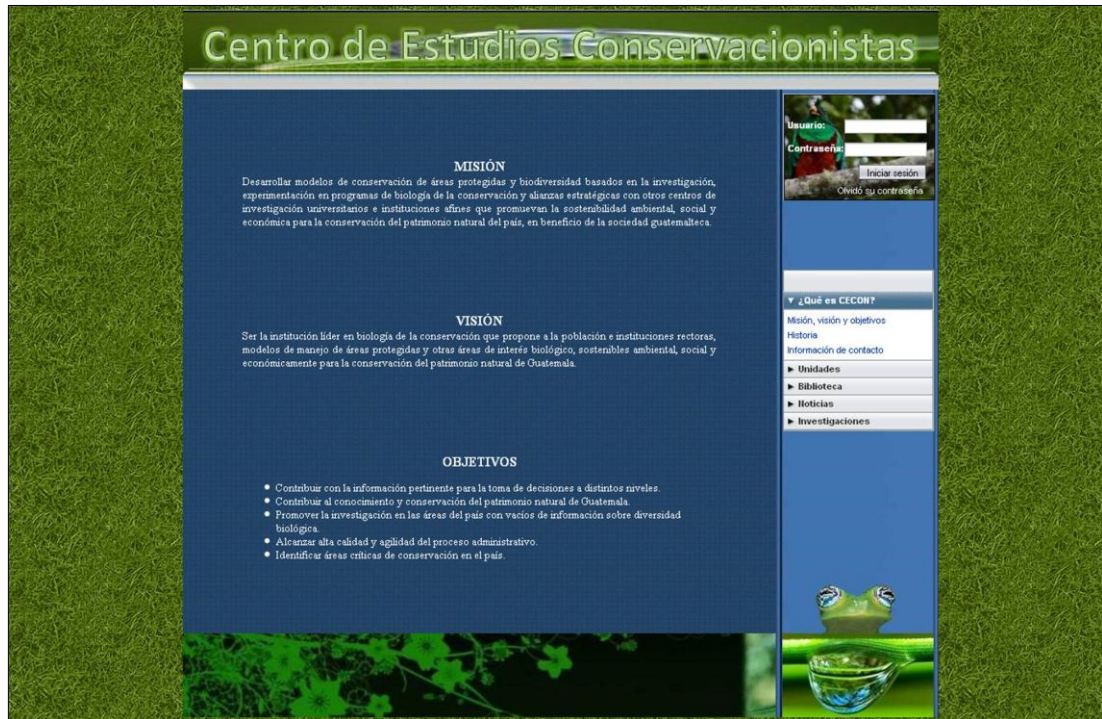 Centro de Estudios Conservacionistas
MISIÓN
Desarrollar modelos de conservación de áreas protegidas y biodiversidad basados en la investigación,
experimentación en programas de biología de la conservación y alianzas estratégicas con otros centros de
investigación universitarios e instituciones afines que promuevan la sostenibilidad ambiental, social y
económica para la conservación del patrimonio natural del país, en beneficio de la sociedad guatemalteca.
VISIÓN
Ser la institución líder en biología de la conservación que propone a la población e instituciones rectoras,
modelos de manejo de áreas protegidas y otras áreas de interés biológico, sostenibles ambiental, social y
económicamente para la conservación del patrimonio natural de Guatemala.
OBJETIVOS
Contribuir con la información pertinente para la toma de decisiones a distintos niveles.
Contribuir al conocimiento y conservación del patrimonio natural de Guatemala.
Promover la investigación en las áreas del país con vacíos de información sobre diversidad
biológica.
Alcanzar alta calidad y agilidad del proceso administrativo.
Identificar áreas críticas de conservación en el país.
Usuario:
Contraseña:
Iniciar sesión
Olvidó su contraseña
▼ ¿Qué es CECON?
Misión, visión y objetivos
Historia
Información de contacto
► Unidades
► Biblioteca
► Noticias
► Investigaciones